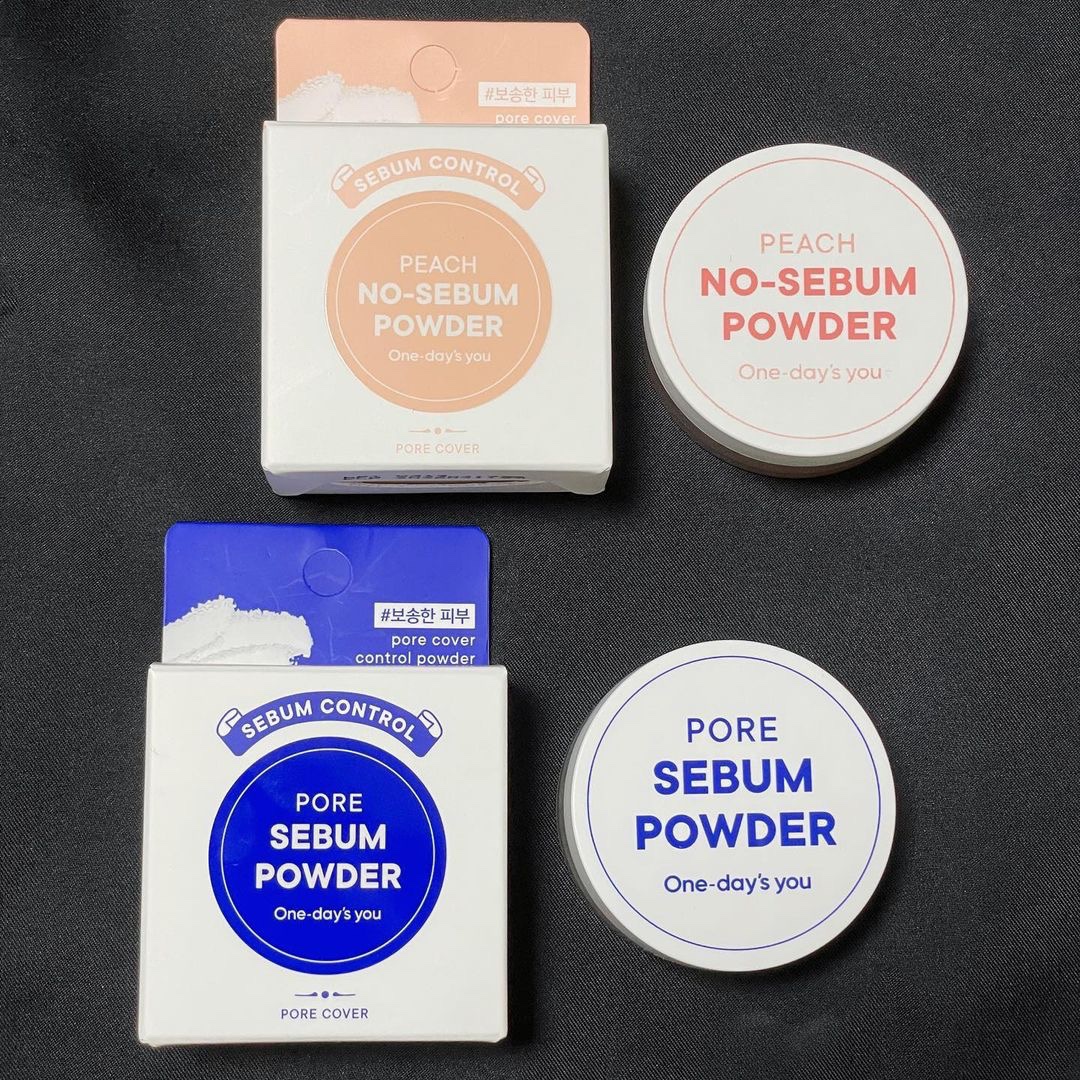 #보송한 피부
pore cover
SEBUM CONTROL
PEACH
NO-SEBUM
POWDER
One-day's you
PORE COVER
PEACH
NO-SEBUM
POWDER
One-day's you
#보송한 피부
pore cover
control powder
SEBUM CONTROL
PORE
SEBUM
POWDER
One-day's you
PORE COVER
PORE
SEBUM
POWDER
One-day's you